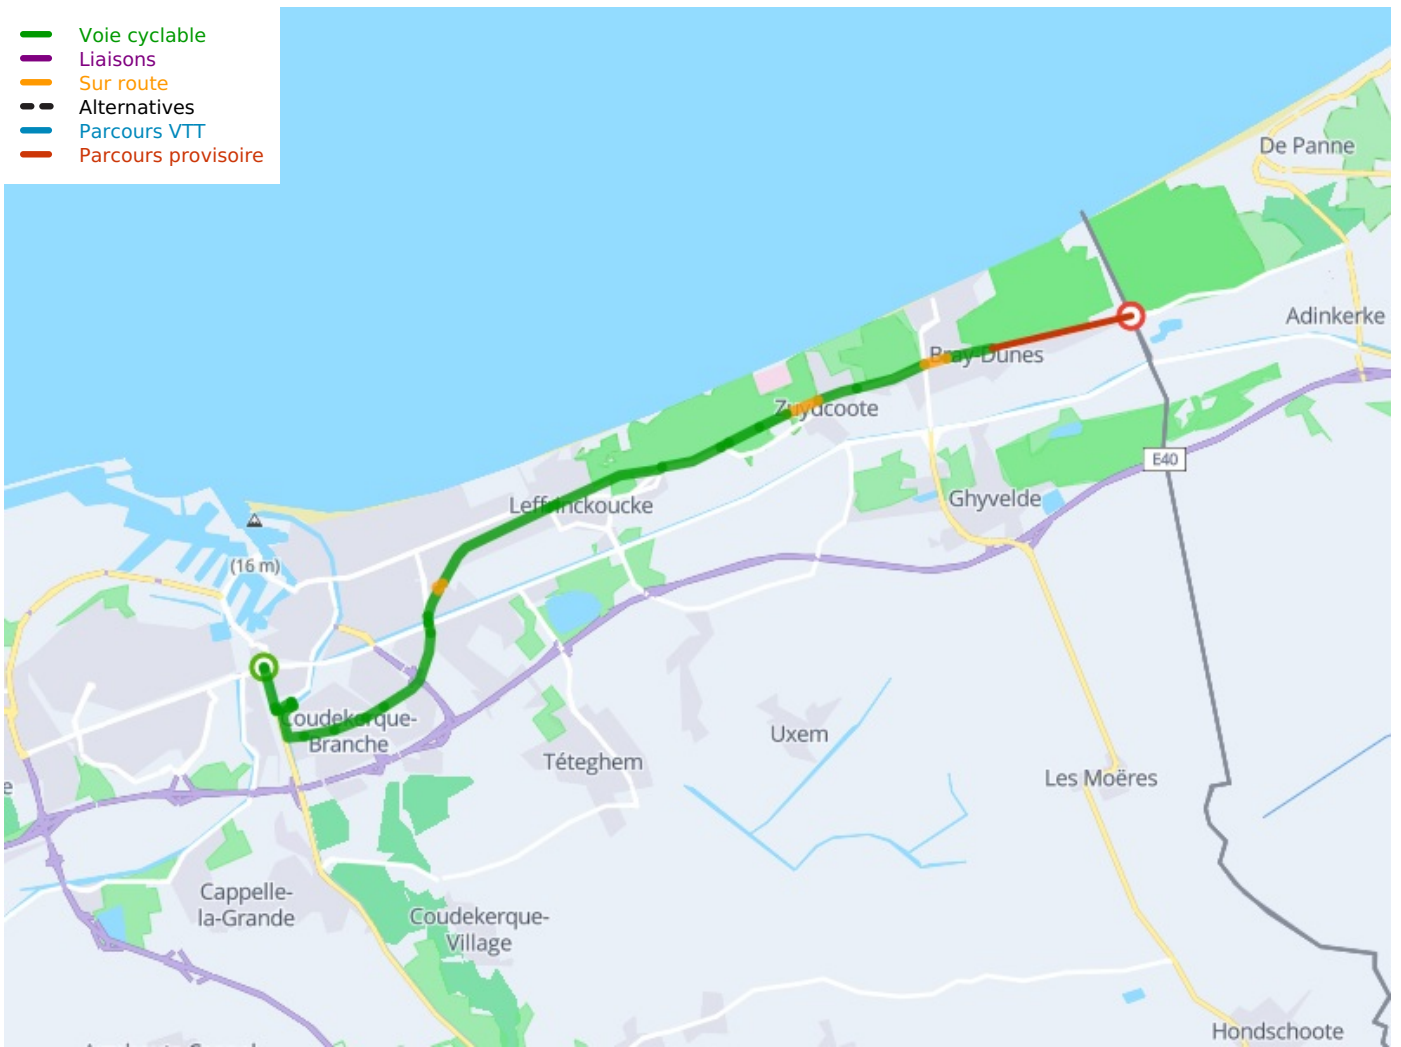 Voie cyclable
Liaisons
Sur route
Alternatives
Parcours VTT
Parcours provisoire
De Panne
Adinkerke
Bray-Dunes
Zuydcoote
E40
Ghyvelde
Leffrinckoucke
(16 m)
Coudekerque-
Branche
Uxem
Téteghem
Les Moëres
e
Cappelle-
la-Grande
Coudekerque-
Village
Hondschoote